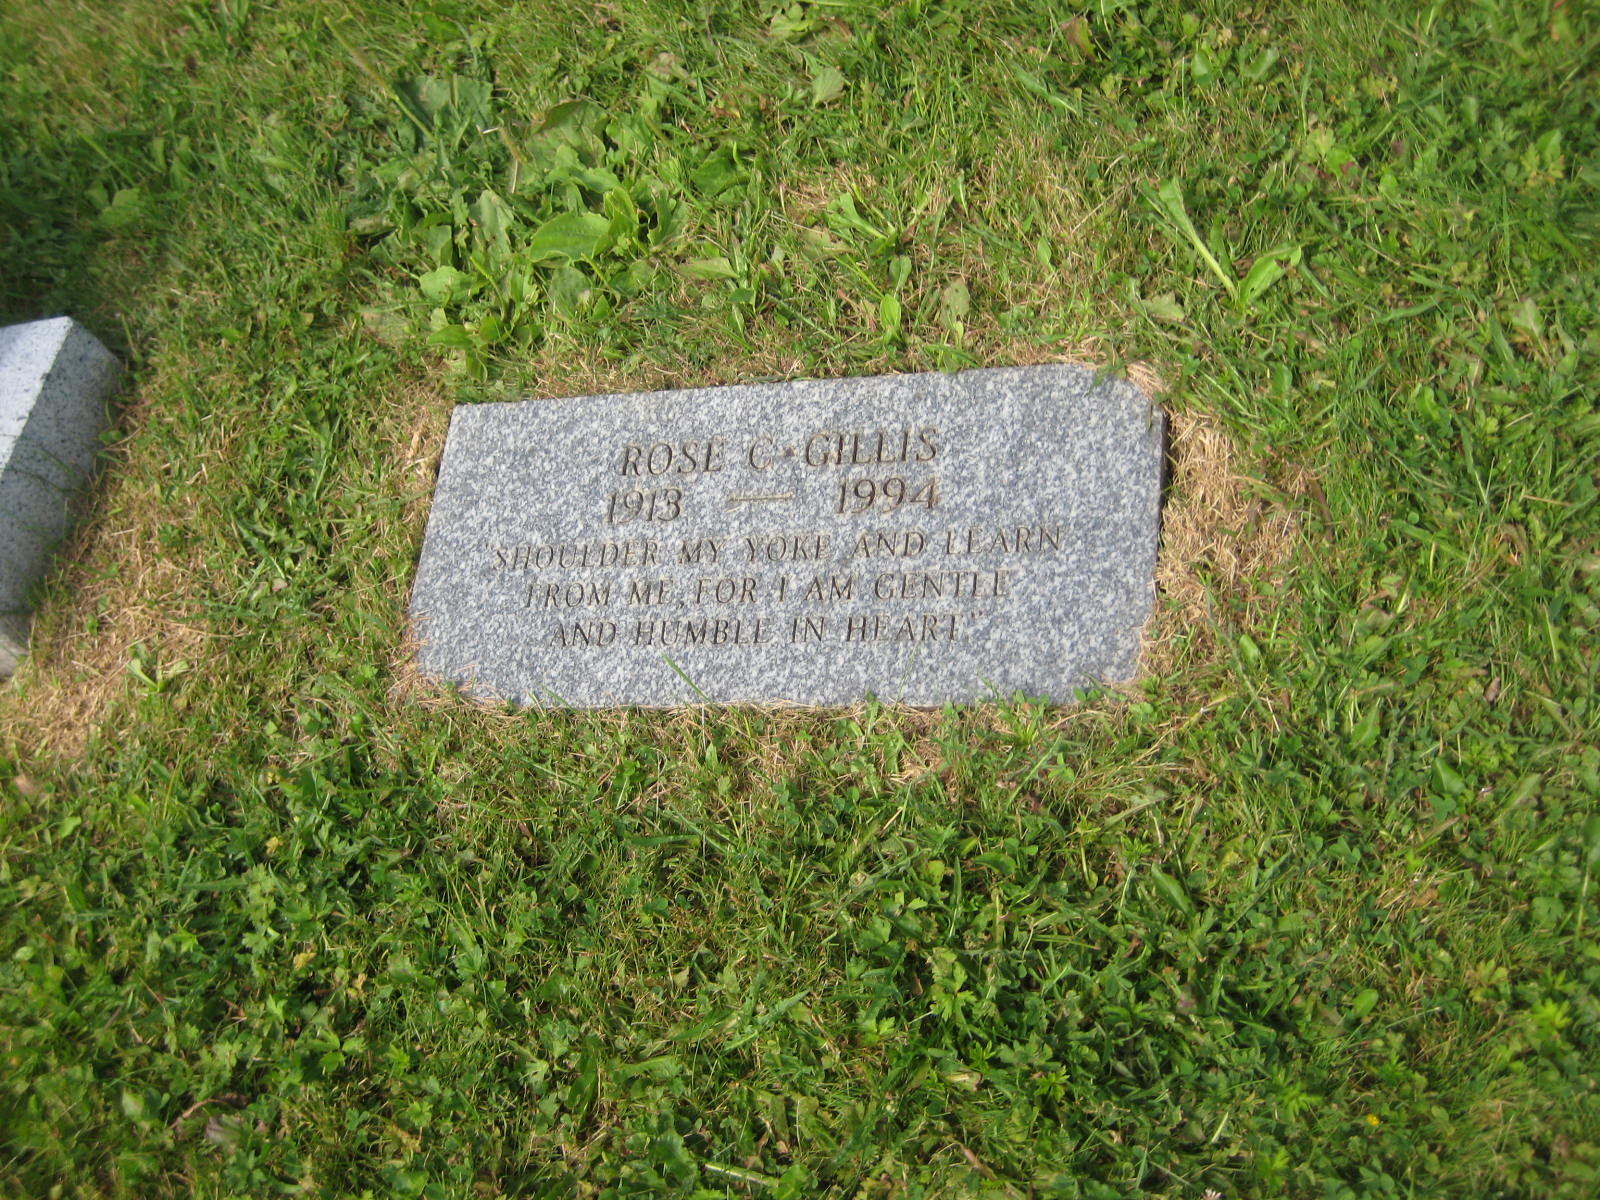 ROSE C. GILLIS
1913 — 1994
"SHOULDER MY YOKE AND LEARN
FROM ME, FOR I AM GENTLE
AND HUMBLE IN HEART"